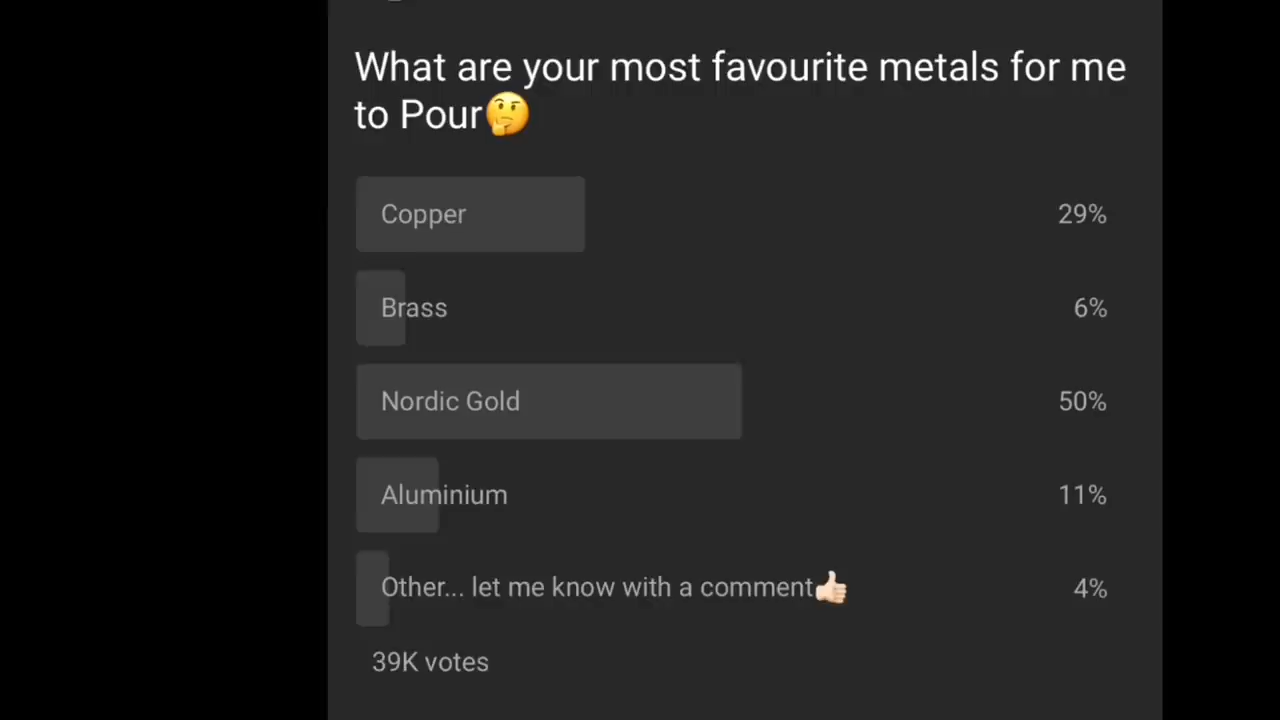 What are your most favourite metals for me
to Pour🤔
Copper 29%
Brass 6%
Nordic Gold 50%
Aluminium 11%
Other... let me know with a comment👍🏻 4%
39K votes